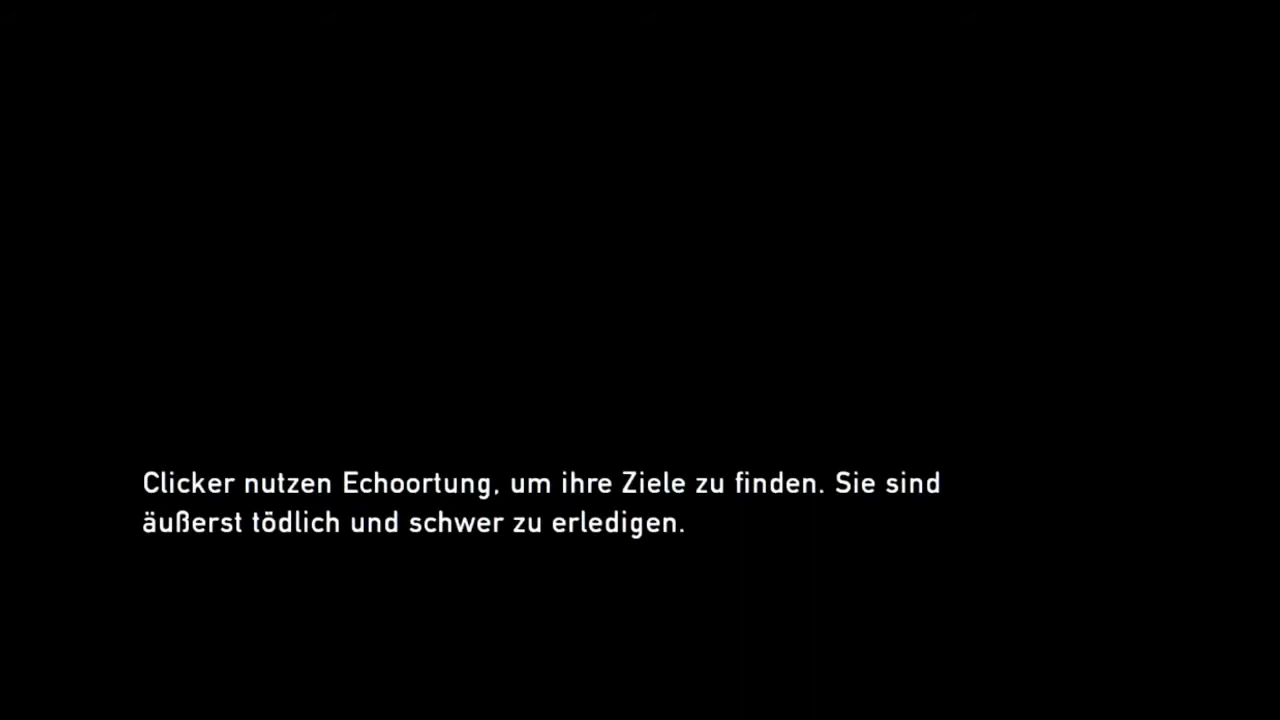 Clicker nutzen Echoortung, um ihre Ziele zu finden. Sie sind
äußerst tödlich und schwer zu erledigen.